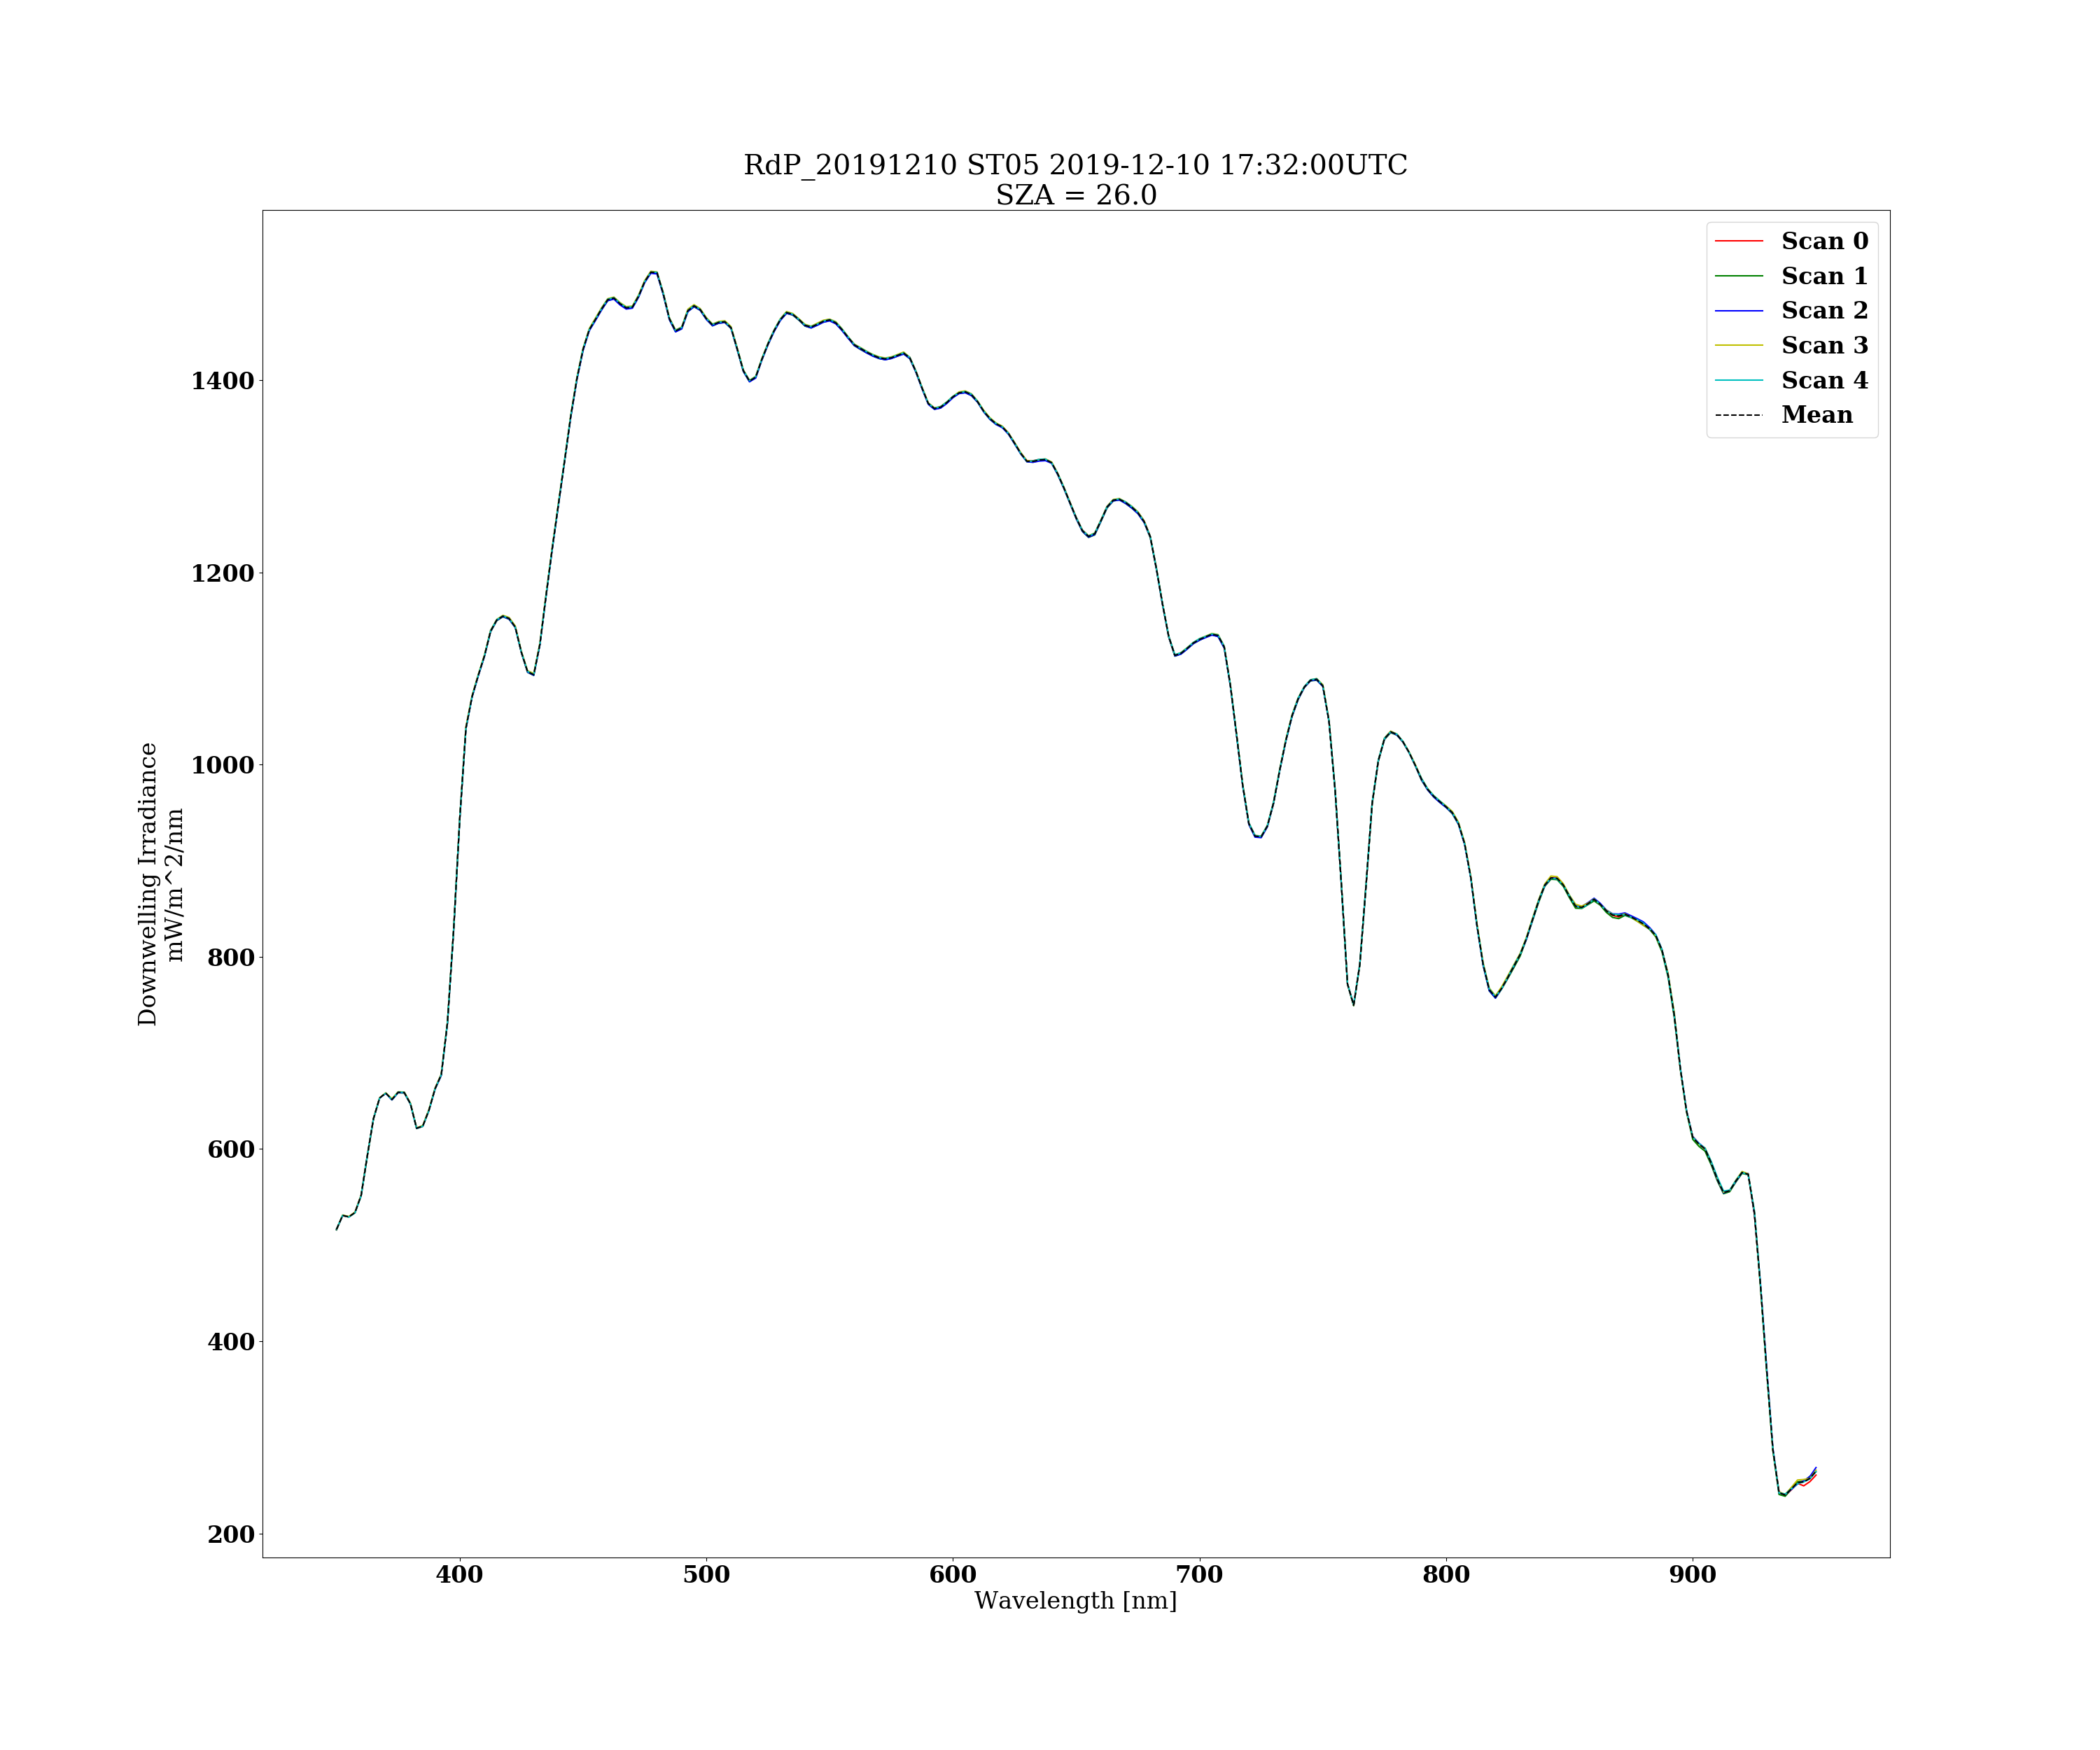 RdP_20191210 ST05 2019-12-10 17:32:00UTC
SZA = 26.0
Scan 0
Scan 1
Scan 2
Scan 3
Scan 4
Mean
Downwelling Irradiance
mW/m^2/nm
1400
1200
1000
800
600
400
200
400 500 600 700 800 900
Wavelength [nm]